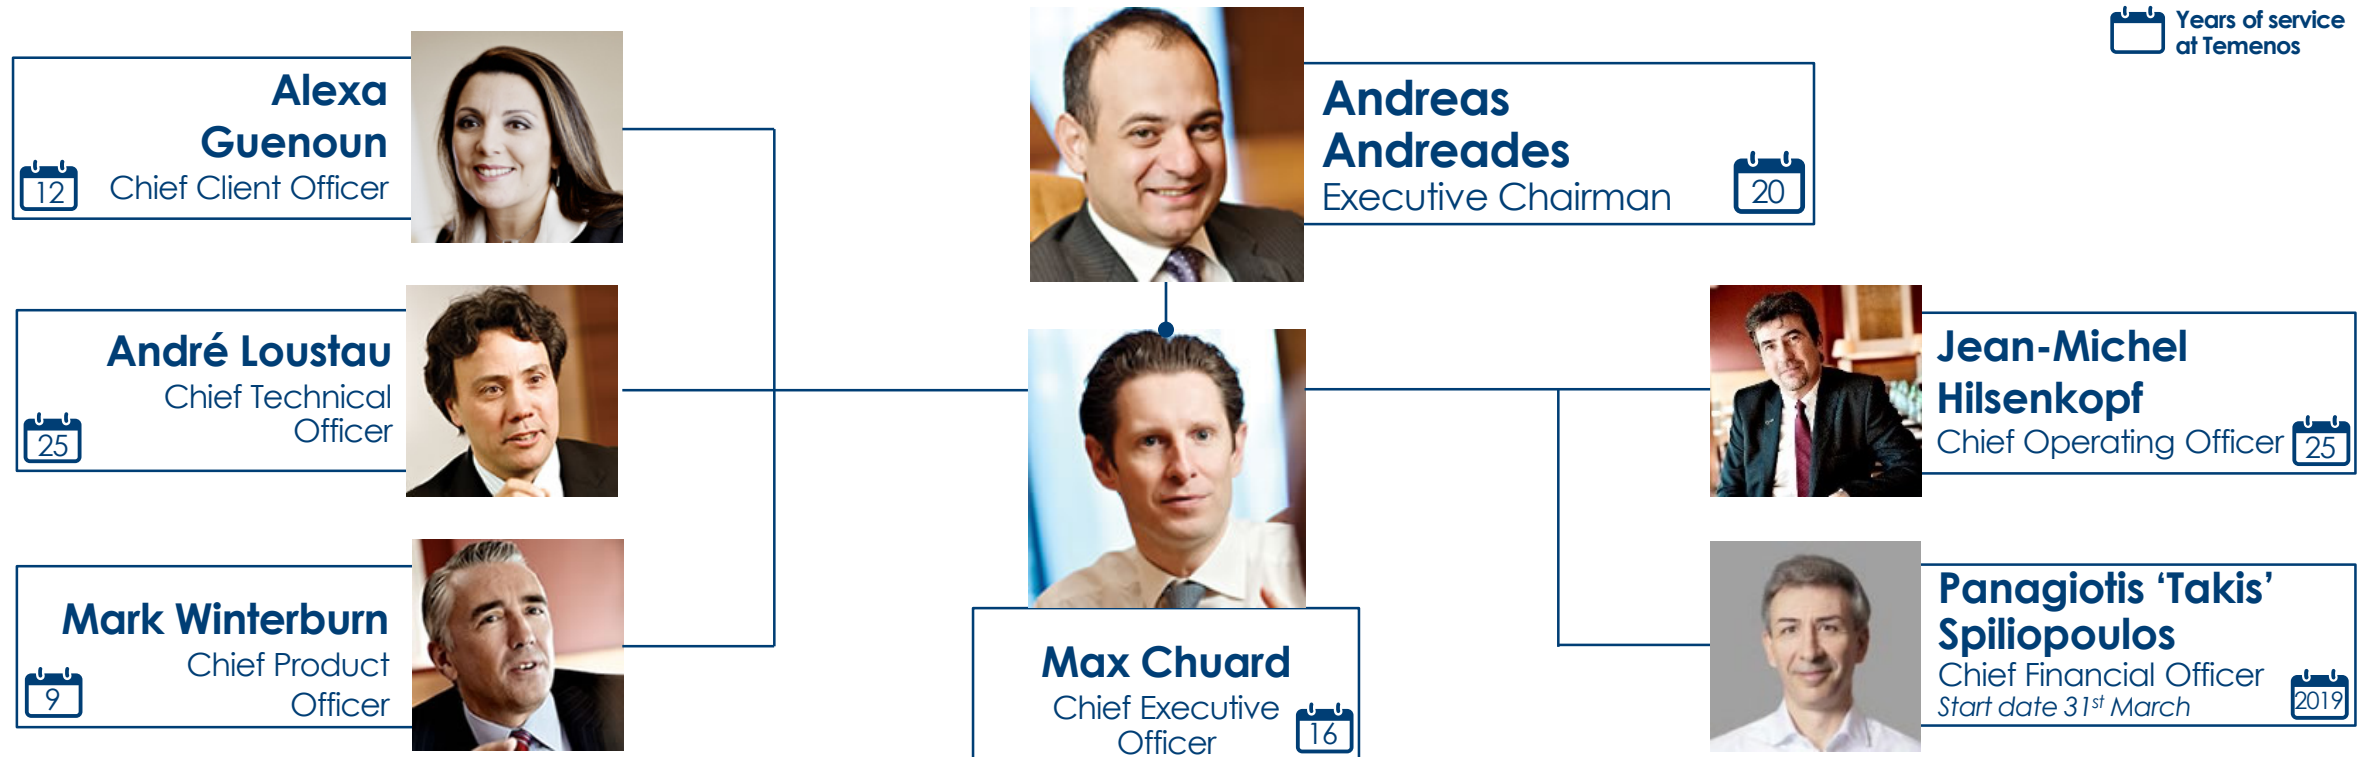 Years of service
at Temenos
Alexa
Guenoun
Chief Client Officer
12
Andreas
Andreades
Executive Chairman
20
André Loustau
Chief Technical
Officer
25
Jean-Michel
Hilsenkopf
Chief Operating Officer
25
Mark Winterburn
Chief Product
Officer
9
Max Chuard
Chief Executive
Officer
16
Panagiotis ‘Takis’
Spiliopoulos
Chief Financial Officer
Start date 31st March
2019